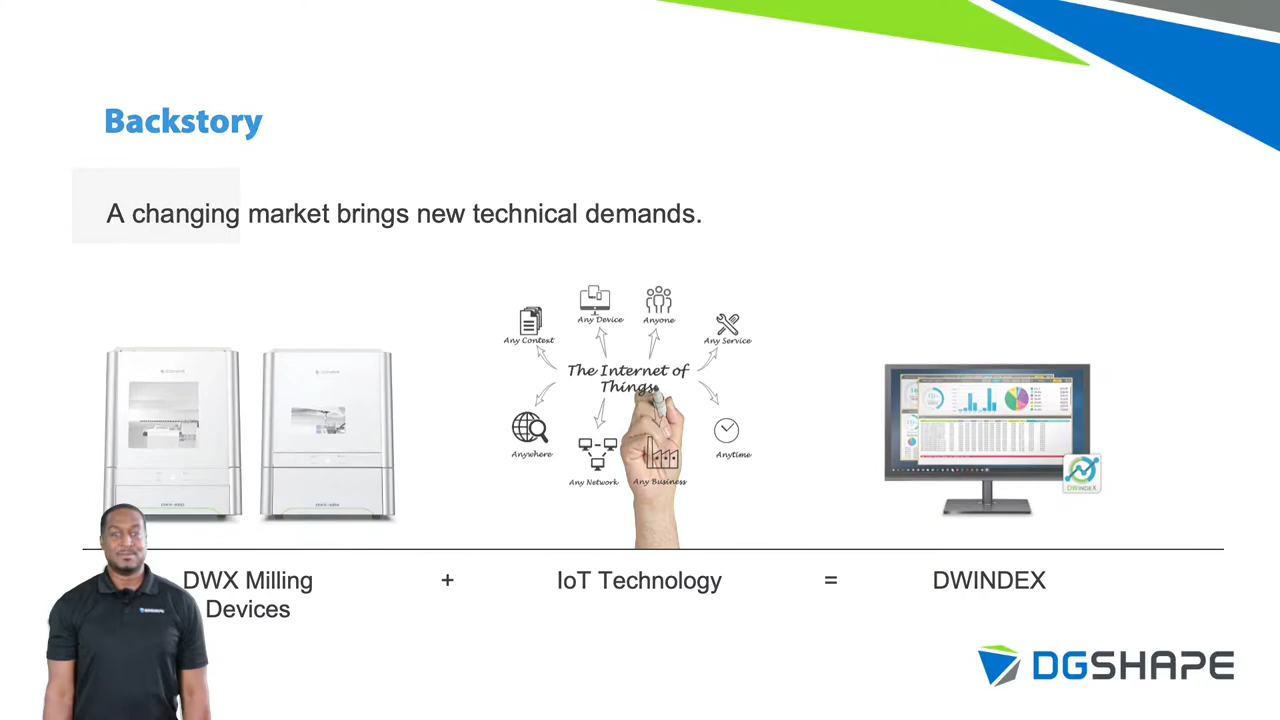 Backstory
A changing market brings new technical demands.
Any Device
Anyone
Any Context
Any Service
The Internet of
Things
Anywhere
Anytime
Any Network
Any Business
DWINDEX
DWX Milling
Devices
+
IoT Technology
=
DWINDEX
DGSHAPE